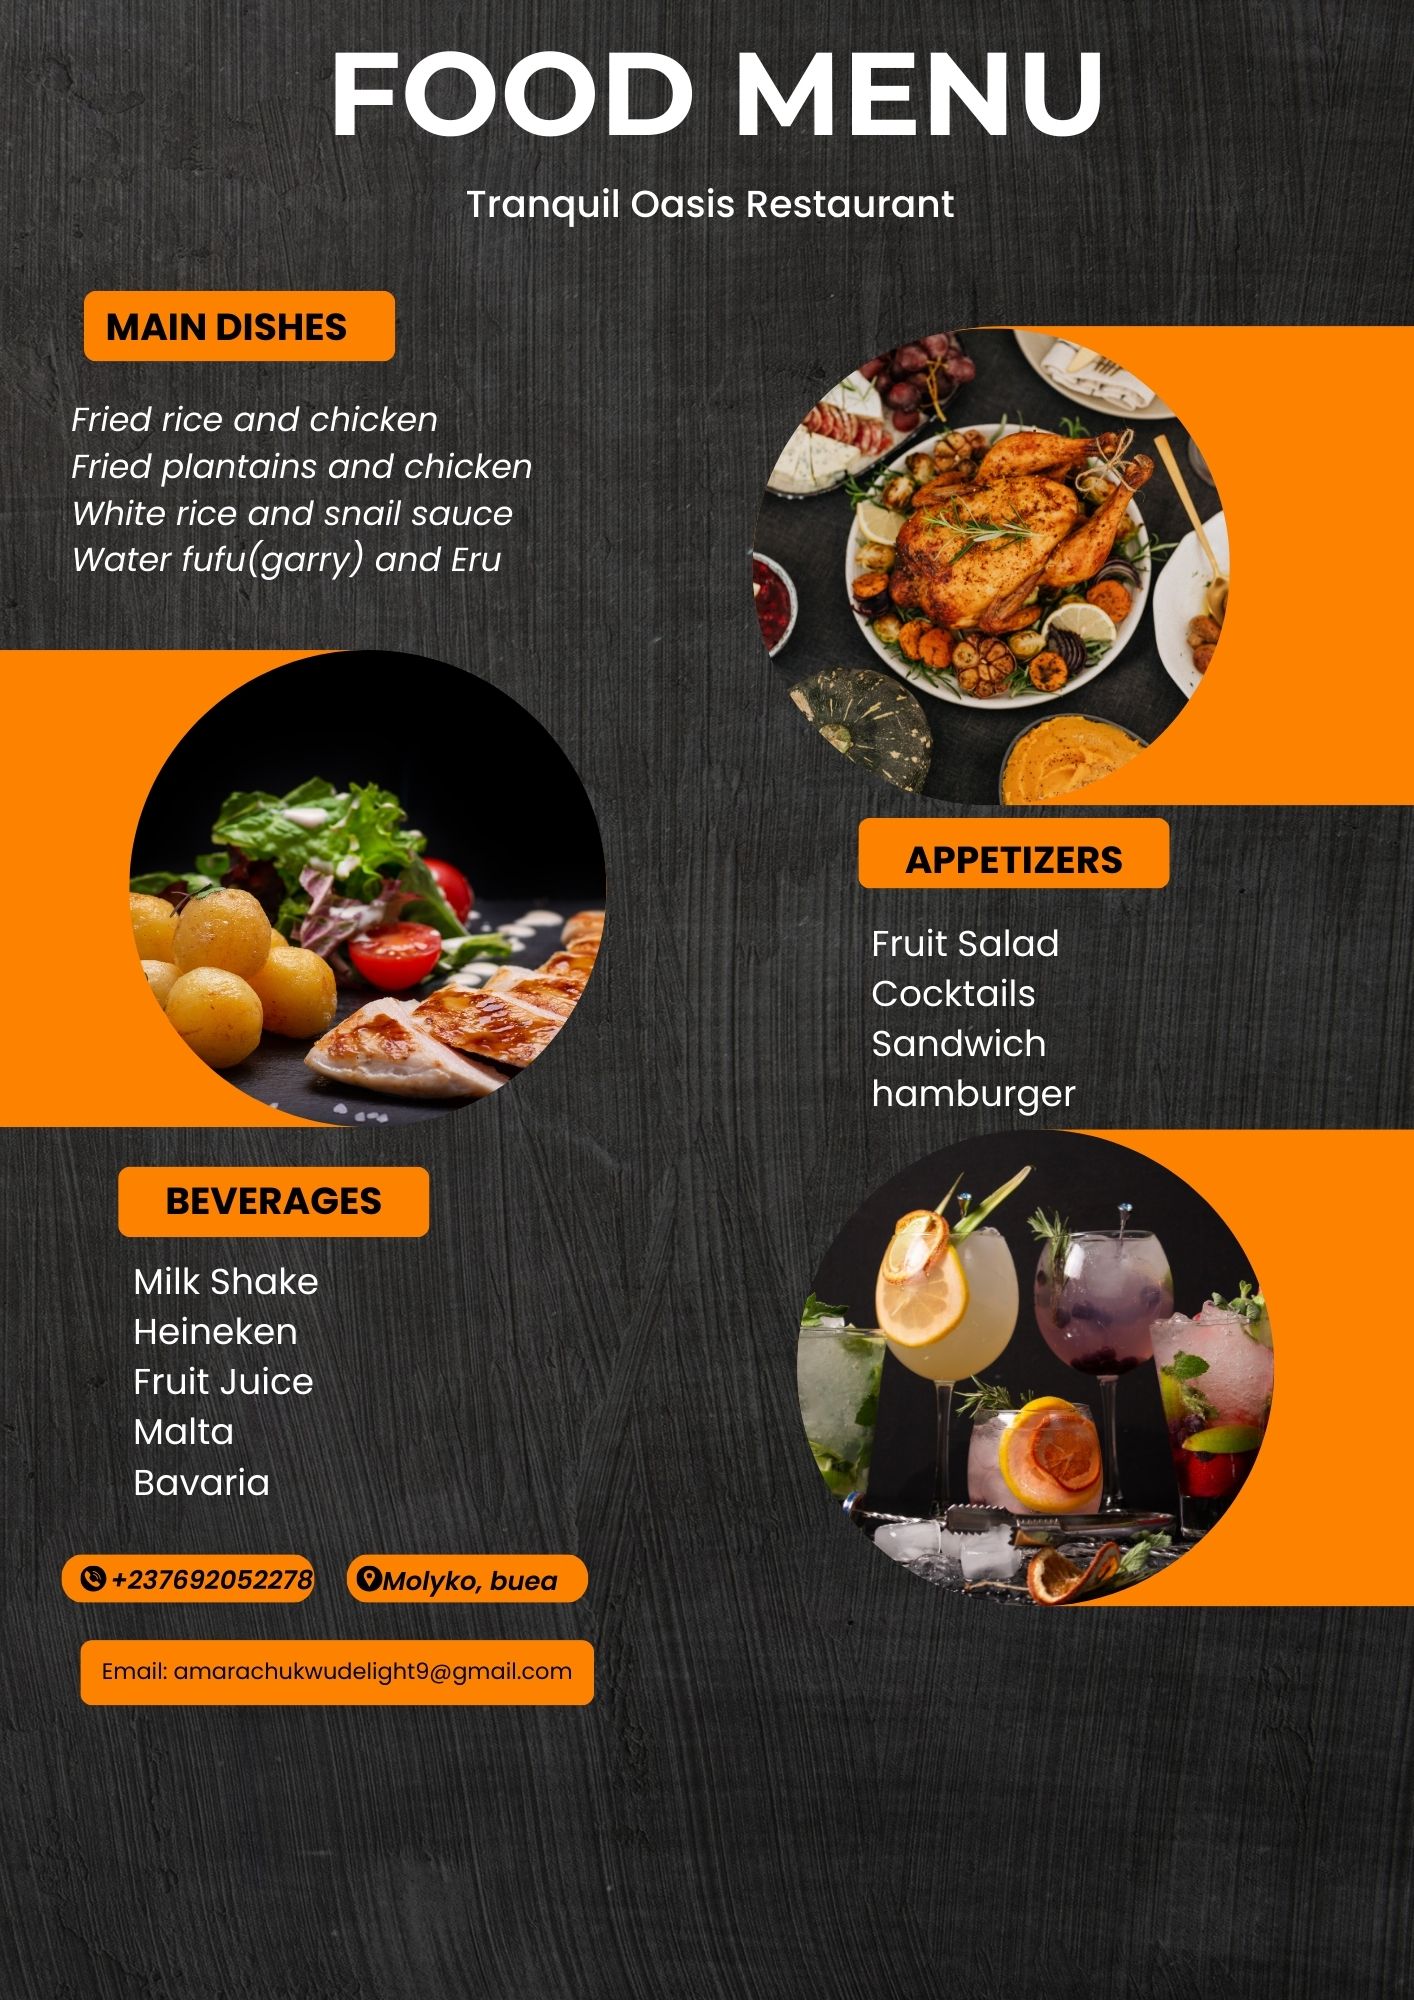 FOOD MENU
Tranquil Oasis Restaurant
MAIN DISHES
Fried rice and chicken
Fried plantains and chicken
White rice and snail sauce
Water fufu(garry) and Eru
APPETIZERS
Fruit Salad
Cocktails
Sandwich
hamburger
BEVERAGES
Milk Shake
Heineken
Fruit Juice
Malta
Bavaria
+237692052278
Molyko, buea
Email: amarachukwudelight9@gmail.com